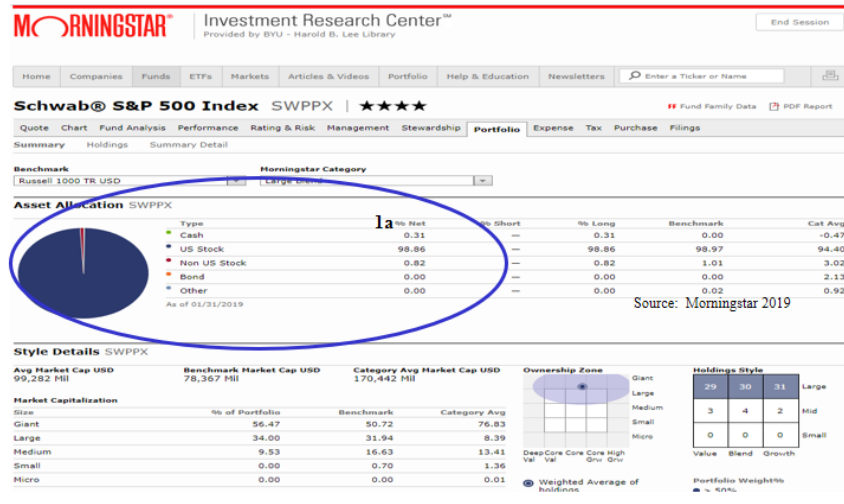 MORNINGSTAR® Investment Research Center℠ End Session
Provided by BYU - Harold B. Lee Library
Home Companies Funds ETFs Markets Articles & Videos Portfolio Help & Education Newsletters Enter a Ticker or Name
Schwab® S&P 500 Index SWPPX | ★★★★ Fund Family Data PDF Report
Quote Chart Fund Analysis Performance Rating & Risk Management Stewardship Portfolio Expense Tax Purchase Filings
Summary Holdings Summary Detail
Benchmark Morningstar Category
Russell 1000 TR USD Large Blend
Asset Allocation SWPPX
Type 1a % Net % Short % Long Benchmark Cat Avg
Cash 0.31 — 0.31 0.00 -0.47
US Stock 98.86 — 98.86 98.97 94.40
Non US Stock 0.82 — 0.82 1.01 3.02
Bond 0.00 — 0.00 0.00 2.13
Other 0.00 — 0.00 0.02 0.92
As of 01/31/2019 Source: Morningstar 2019
Style Details SWPPX
Avg Market Cap USD Benchmark Market Cap USD Category Avg Market Cap USD Ownership Zone Holdings Style
99,282 Mil 78,367 Mil 170,442 Mil Giant
29 30 31 Large
Large
Market Capitalization
Size % of Portfolio Benchmark Category Avg Medium 3 4 2 Mid
Giant 56.47 50.72 76.83 Small
Large 34.00 31.94 8.39 Micro 0 0 0 Small
Medium 9.53 16.63 13.41 Deep Core Core Core High Value Blend Growth
Small 0.00 0.70 1.36 Val Val Grw Grw
Micro 0.00 0.00 0.01
Weighted Average of Portfolio Weight%
holdings > 50%